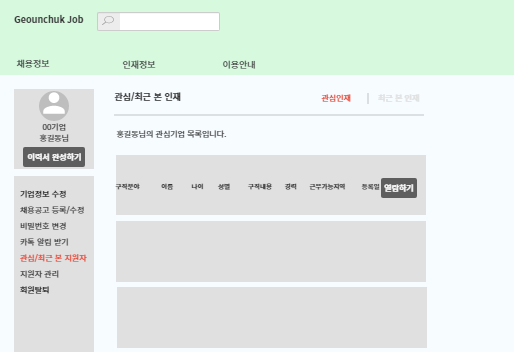 Geounchuk Job
채용정보
인재정보
이용안내
00기업
홍길동님
이력서 완성하기
기업정보 수정
채용공고 등록/수정
비밀번호 변경
카톡 알림 받기
관심/최근 본 지원자
지원자 관리
회원탈퇴
관심/최근 본 인재
관심인재
최근 본 인재
홍길동님의 관심기업 목록입니다.
구직분야 이름 나이 성별 구직내용 경력 근무가능지역 등록일 열람하기